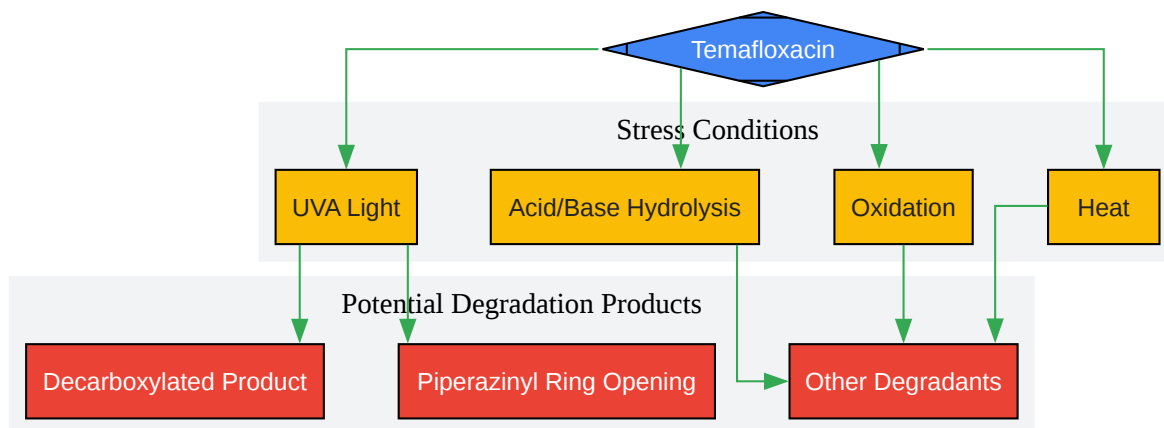 Temafloxacin
Stress Conditions
UVA Light
Acid/Base Hydrolysis
Oxidation
Heat
Potential Degradation Products
Decarboxylated Product
Piperazinyl Ring Opening
Other Degradants